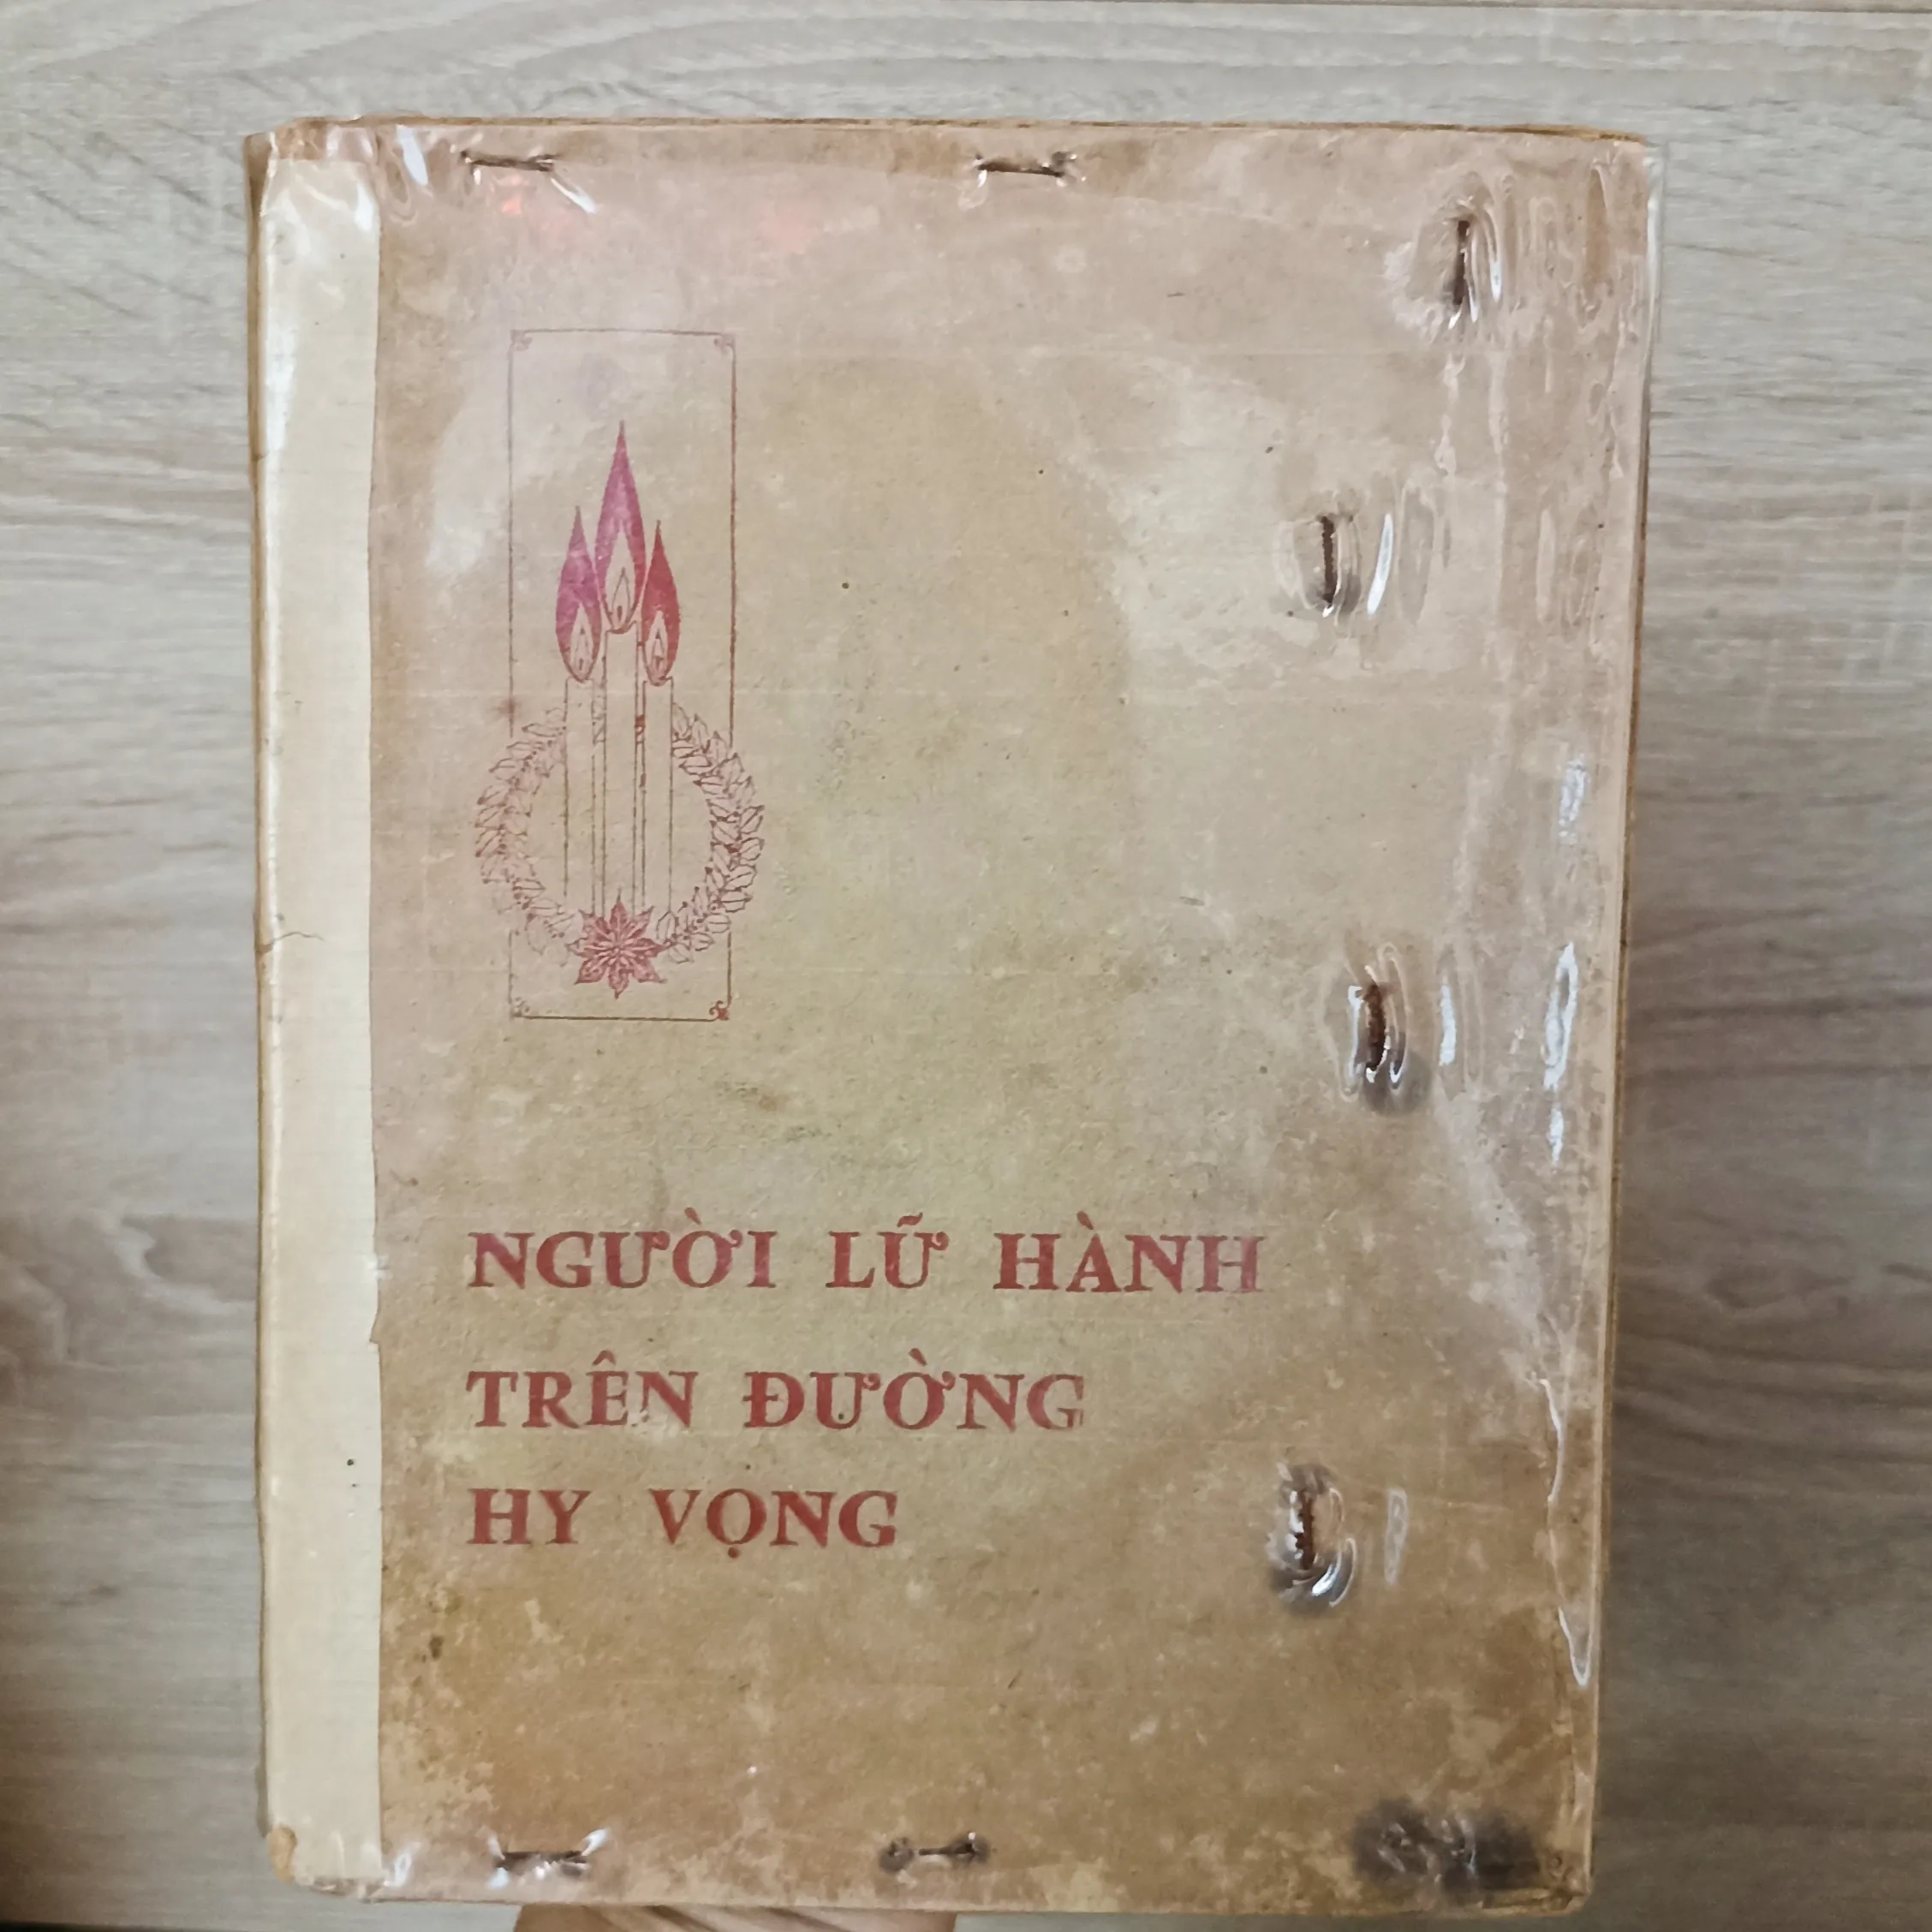 NGƯỜI LỮ HÀNH
TRÊN ĐƯỜNG
HY VỌNG